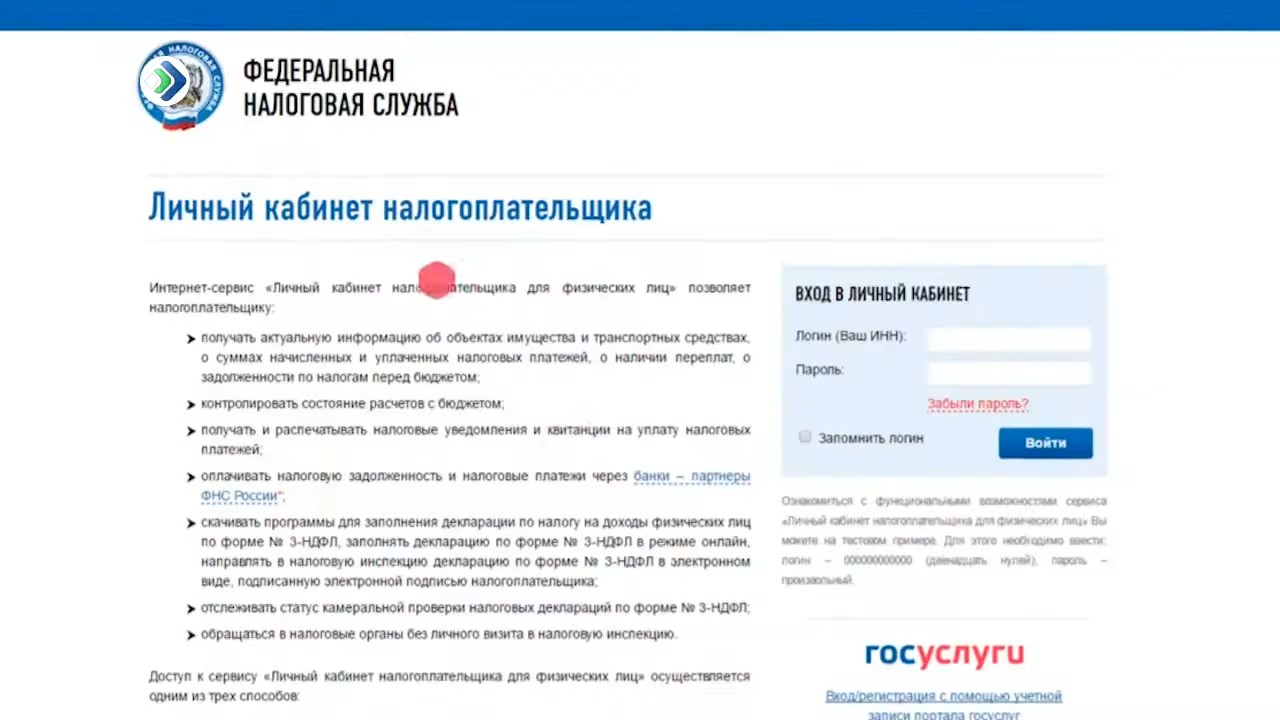 ФЕДЕРАЛЬНАЯ
НАЛОГОВАЯ СЛУЖБА
Личный кабинет налогоплательщика
Интернет-сервис «Личный кабинет налогоплательщика для физических лиц» позволяет
налогоплательщику:
получать актуальную информацию об объектах имущества и транспортных средствах,
о суммах начисленных и уплаченных налоговых платежей, о наличии переплат, о
задолженности по налогам перед бюджетом;
контролировать состояние расчетов с бюджетом;
получать и распечатывать налоговые уведомления и квитанции на уплату налоговых
платежей;
оплачивать налоговую задолженность и налоговые платежи через банки – партнеры
ФНС России*;
скачивать программы для заполнения декларации по налогу на доходы физических лиц
по форме № 3-НДФЛ, заполнять декларацию по форме № 3-НДФЛ в режиме онлайн,
направлять в налоговую инспекцию декларацию по форме № 3-НДФЛ в электронном
виде, подписанную электронной подписью налогоплательщика;
отслеживать статус камеральной проверки налоговых деклараций по форме № 3-НДФЛ;
обращаться в налоговые органы без личного визита в налоговую инспекцию.
Доступ к сервису «Личный кабинет налогоплательщика для физических лиц» осуществляется
одним из трех способов:
ВХОД В ЛИЧНЫЙ КАБИНЕТ
Логин (Ваш ИНН):
Пароль:
Забыли пароль?
Запомнить логин
Войти
Ознакомиться с функциональными возможностями сервиса
«Личный кабинет налогоплательщика для физических лиц» Вы
можете на тестовом примере. Для этого необходимо ввести:
логин – 000000000000 (двенадцать нулей), пароль –
произвольный.
госуслуги
Вход/регистрация с помощью учетной
записи портала госуслуг